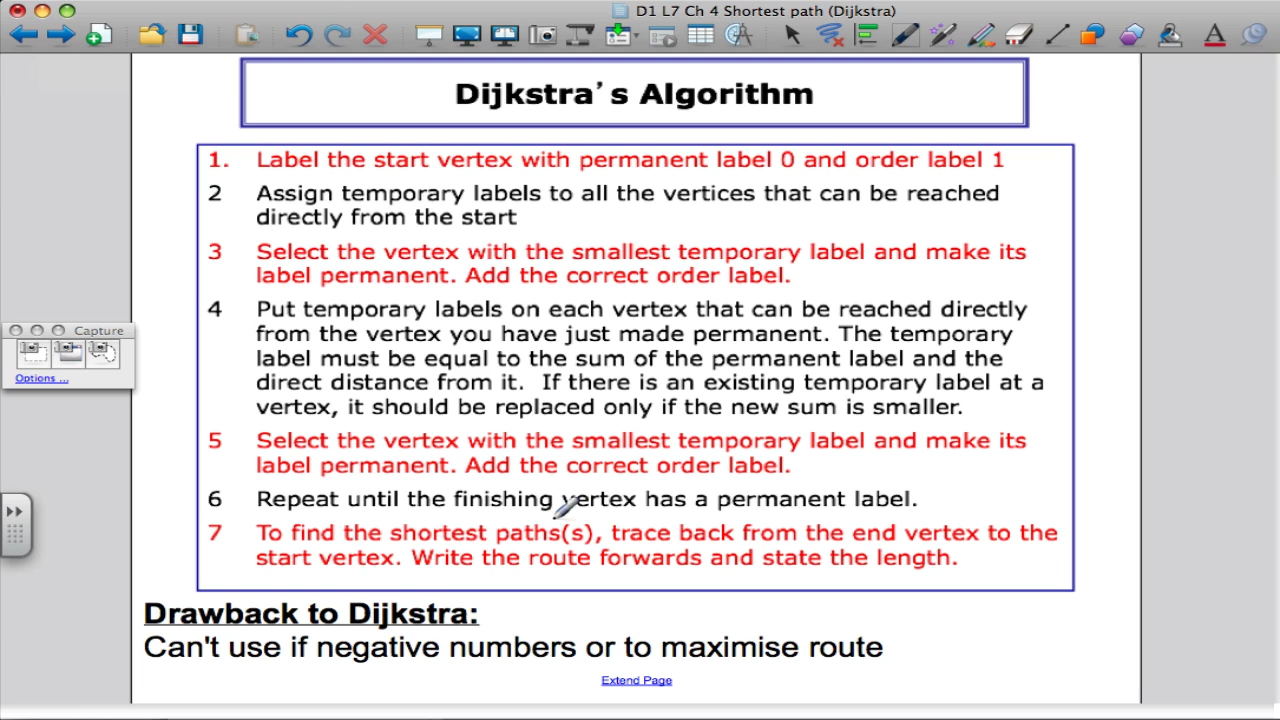 D1 L7 Ch 4 Shortest path (Dijkstra)
Dijkstra's Algorithm
1. Label the start vertex with permanent label 0 and order label 1
2 Assign temporary labels to all the vertices that can be reached
directly from the start
3 Select the vertex with the smallest temporary label and make its
label permanent. Add the correct order label.
4 Put temporary labels on each vertex that can be reached directly
from the vertex you have just made permanent. The temporary
label must be equal to the sum of the permanent label and the
direct distance from it. If there is an existing temporary label at a
vertex, it should be replaced only if the new sum is smaller.
Capture
Options ...
5 Select the vertex with the smallest temporary label and make its
label permanent. Add the correct order label.
6 Repeat until the finishing vertex has a permanent label.
7 To find the shortest paths(s), trace back from the end vertex to the
start vertex. Write the route forwards and state the length.
Drawback to Dijkstra:
Can't use if negative numbers or to maximise route
Extend Page